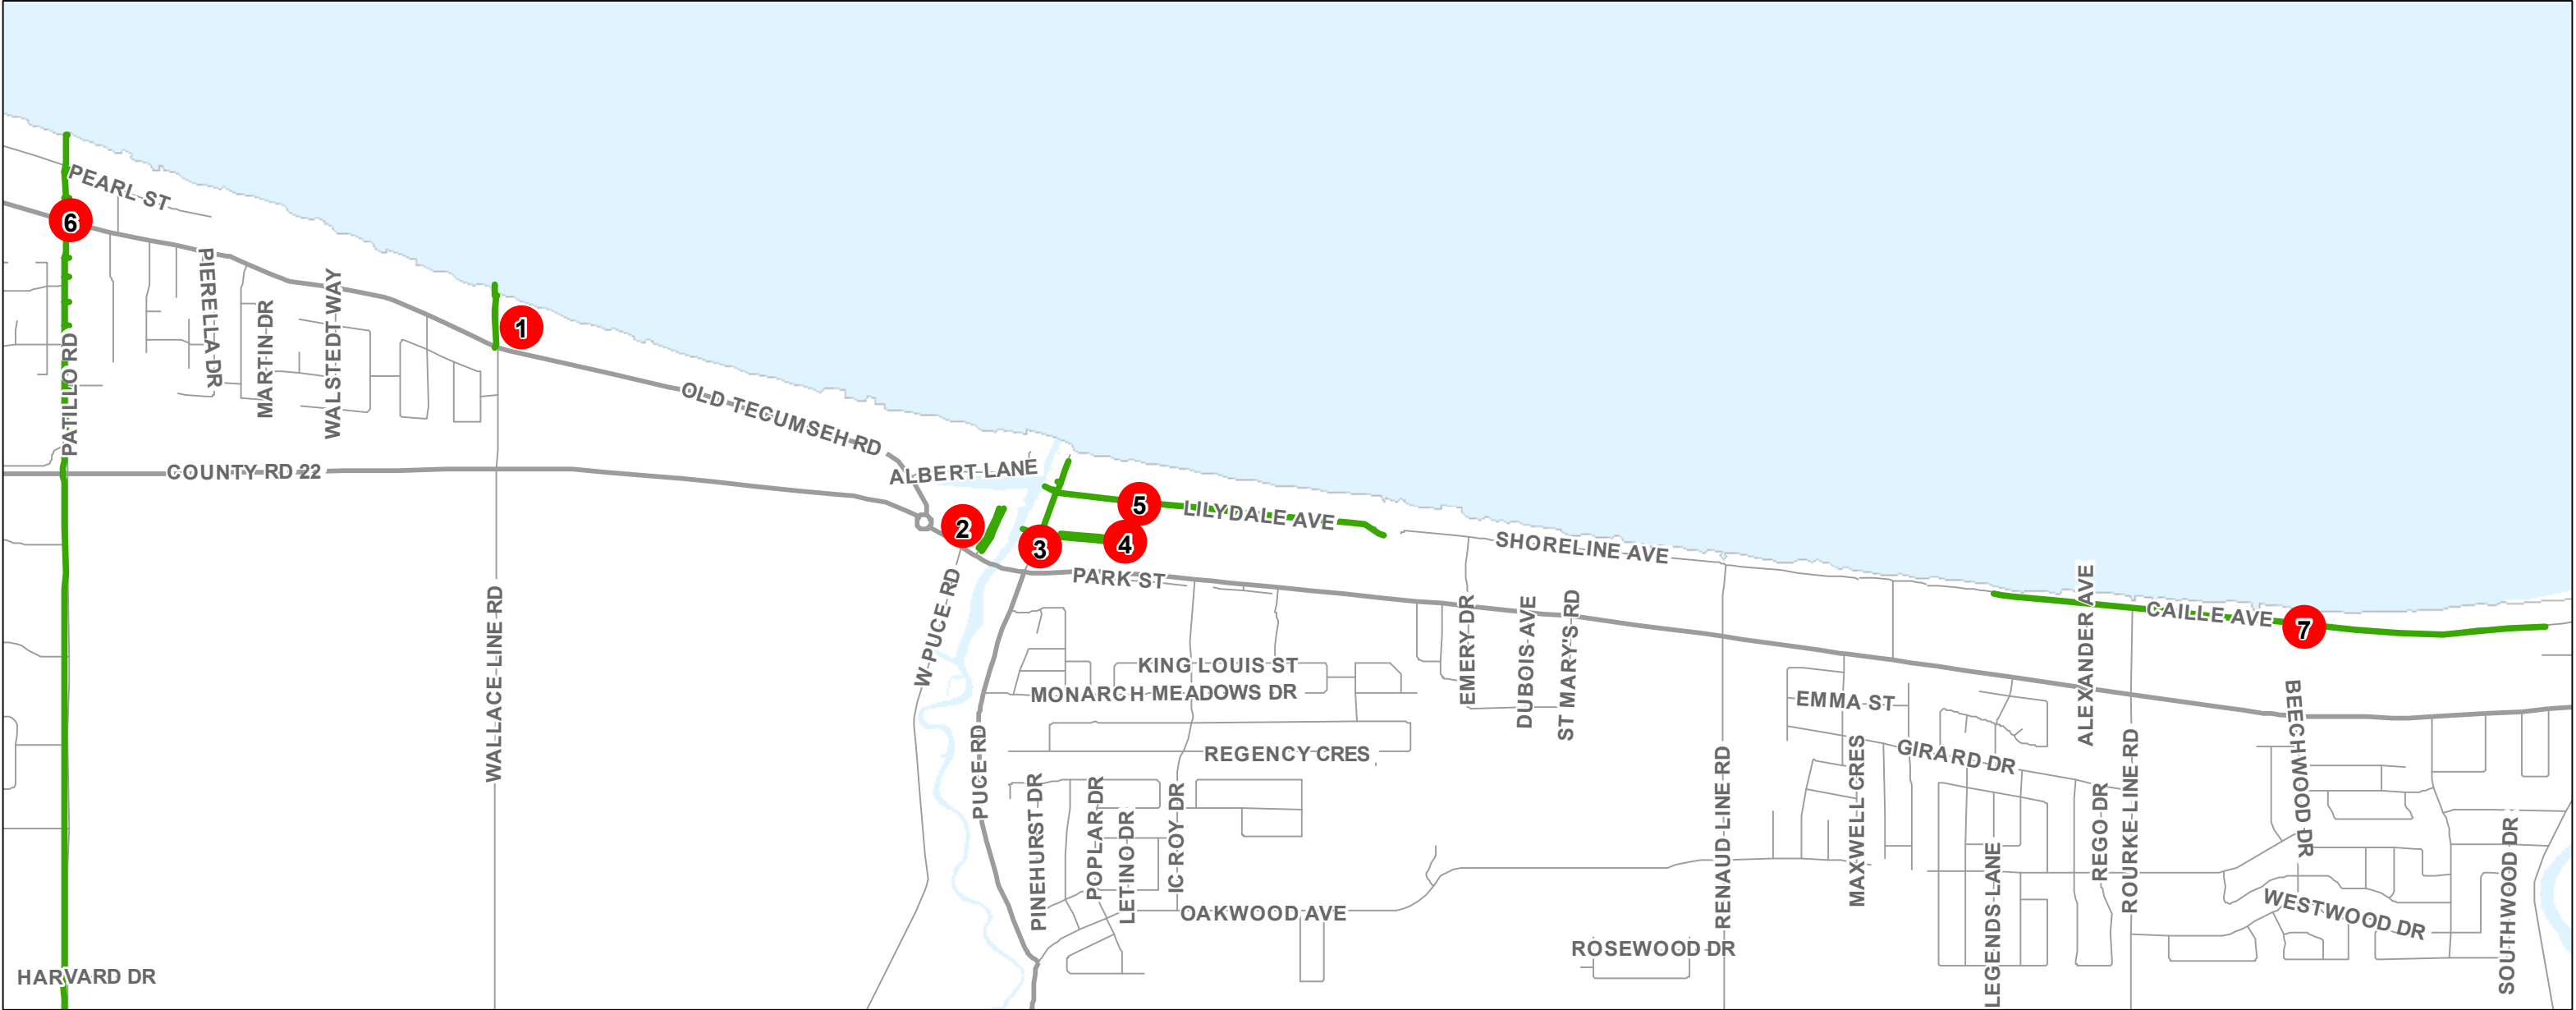 PEARL ST
6
PIERELLA DR
MARTIN DR
WALSTEDT WAY
1
PATILLIO RD
OLD TECUMSEH RD
COUNTY RD 22
ALBERT LANE
2
3
4
5
LILYDALE AVE
SHORELINE AVE
PARK ST
W PUCE RD
WALLACE LINE RD
KING LOUIS ST
MONARCH MEADOWS DR
EMERY DR
DUBOIS AVE
ST MARY'S RD
ALEXANDER AVE
CAILLE AVE
7
EMMA ST
GIRARD DR
REGENCY CRES
PUCE RD
PINEHURST DR
POPLAR DR
LETINO DR
IC ROY DR
RENAUD LINE RD
MAXWELL CRES
REGO DR
ROURKE LINE RD
BEECHWOOD DR
OAKWOOD AVE
ROSEWOOD DR
LEGENDS LANE
WESTWOOD DR
SOUTHWOOD DR
HARVARD DR